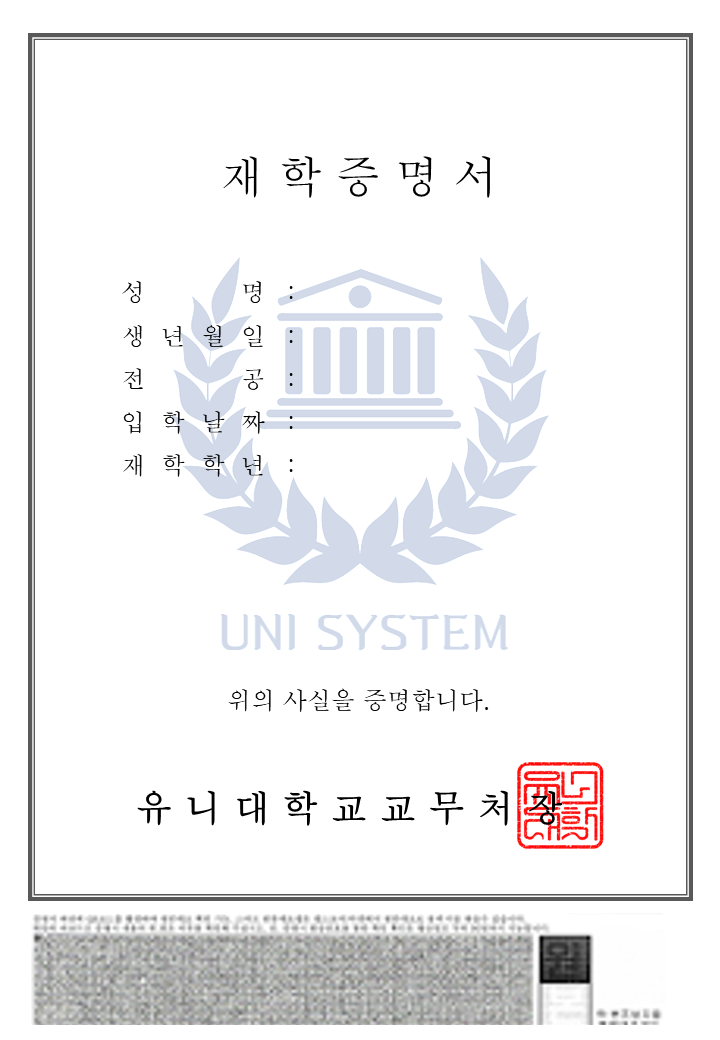 재 학 증 명 서
성 명 :
생 년 월 일 :
전 공 :
입 학 날 짜 :
재 학 학 년 :
UNI SYSTEM
위의 사실을 증명합니다.
유 니 대 학 교 교 무 처 장